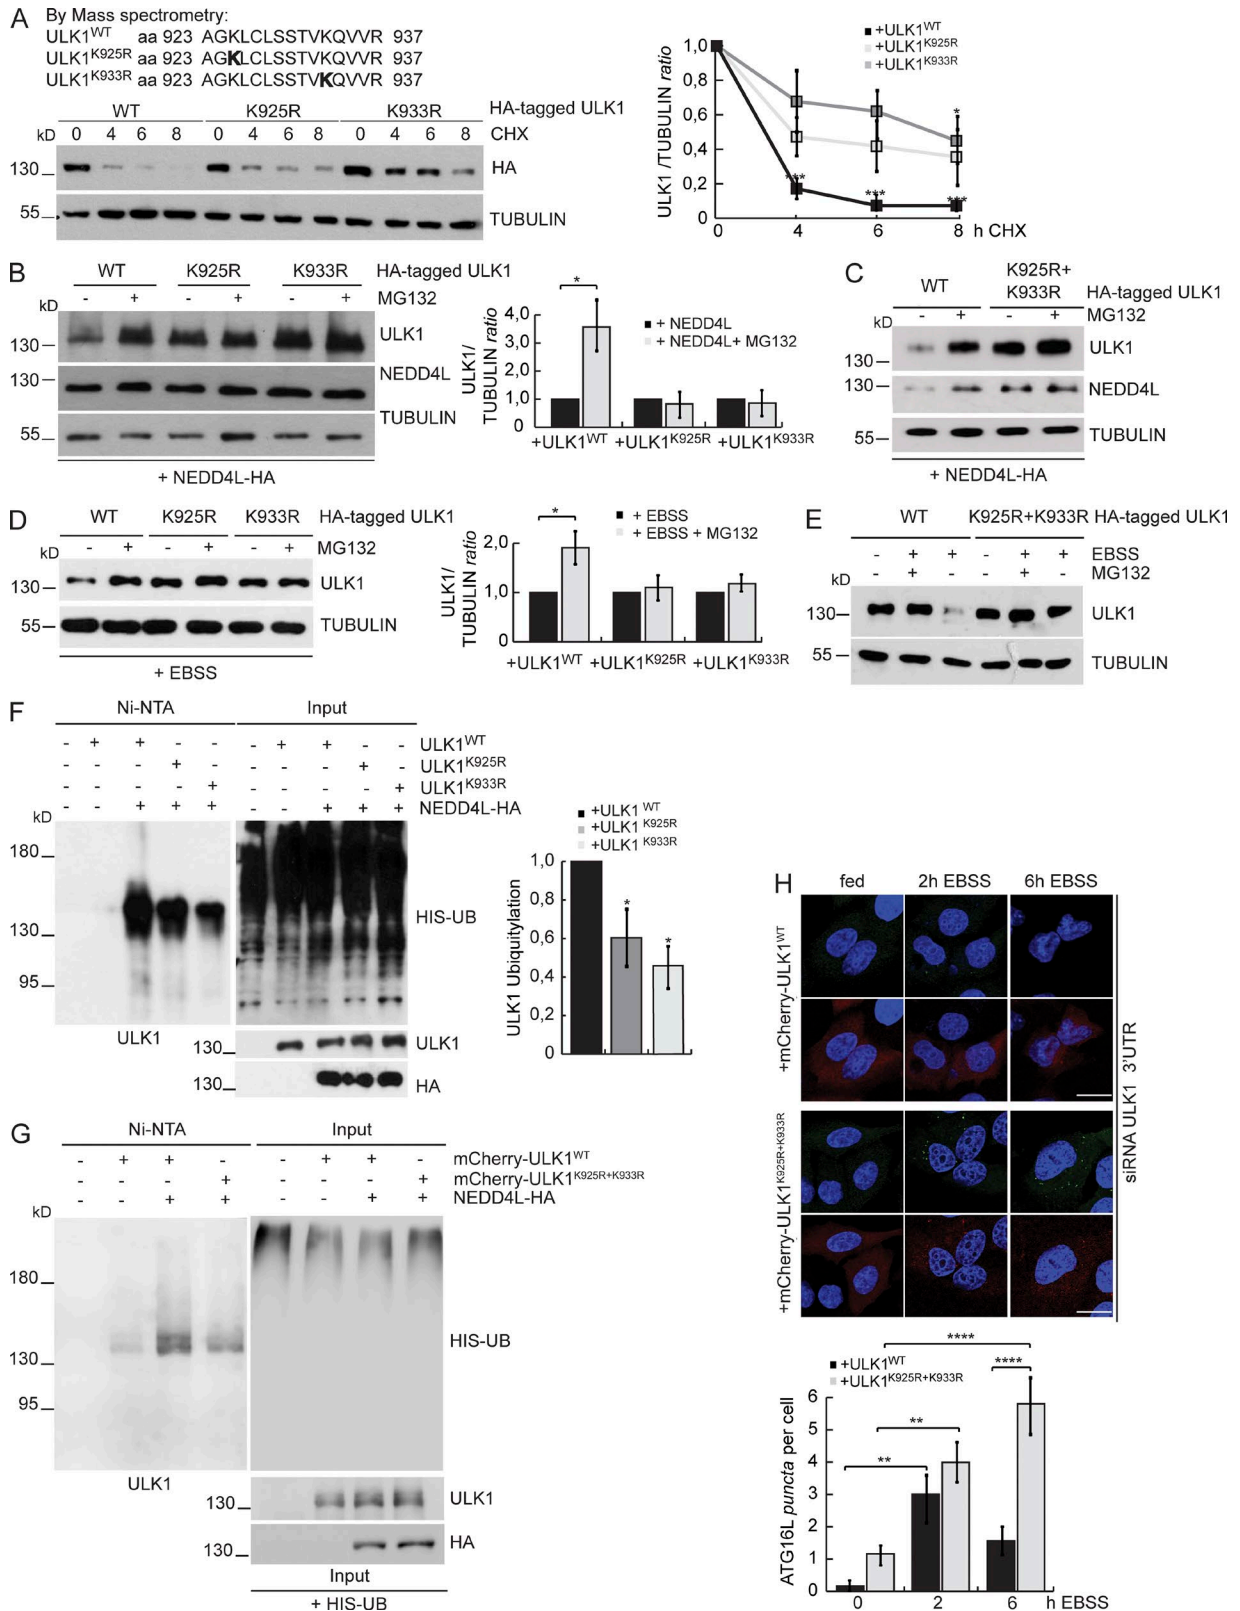 A
By Mass spectrometry:
ULK1WT aa 923 AGKLCLSSTVKQVVR 937
ULK1K925R aa 923 AGKLCLSSTVKQVVR 937
ULK1K933R aa 923 AGKLCLSSTVKQVVR 937
WT K925R K933R HA-tagged ULK1
kD 0 4 6 8 0 4 6 8 0 4 6 8 CHX
130 HA
55 TUBULIN
+ULK1WT
+ULK1K925R
+ULK1K933R
ULK1 /TUBULIN ratio
1,0
0,8
0,6
0,4
0,2
0
*
***
***
***
0 4 6 8 h CHX
B
WT K925R K933R HA-tagged ULK1
kD - + - + - + MG132
130 ULK1
130 NEDD4L
TUBULIN
55
+ NEDD4L-HA
ULK1/
TUBULIN ratio
4,0
3,0
2,0
1,0
0
*
+ NEDD4L
+ NEDD4L+ MG132
+ULK1WT +ULK1K925R +ULK1K933R
C
WT K925R+
K933R HA-tagged ULK1
kD - + - + MG132
130 ULK1
130 NEDD4L
55 TUBULIN
+ NEDD4L-HA
D
WT K925R K933R HA-tagged ULK1
kD - + - + - + MG132
130 ULK1
55 TUBULIN
+ EBSS
ULK1/
TUBULIN ratio
2,0
1,0
0
*
+ EBSS
+ EBSS + MG132
+ULK1WT +ULK1K925R +ULK1K933R
E
WT K925R+K933R HA-tagged ULK1
- + + - + + EBSS
kD - + - - + - MG132
130 ULK1
55 TUBULIN
F
Ni-NTA Input
- + + - - - + + - - ULK1WT
- - - + - - - - + - ULK1K925R
- - - - + - - - - + ULK1K933R
- - + + + - - + + + NEDD4L-HA
kD
180
130
95
HIS-UB
ULK1
130 ULK1
130 HA
+ULK1 WT
+ULK1 K925R
+ULK1 K933R
ULK1 Ubiquitylation
1,0
0,8
0,6
0,4
0,2
0
*
*
G
Ni-NTA Input
- + + - - + + - mCherry-ULK1WT
- - - + - - - + mCherry-ULK1K925R+K933R
- - + + - - + + NEDD4L-HA
kD
180
130
95
HIS-UB
ULK1
130 ULK1
130 HA
Input
+ HIS-UB
H
fed 2h EBSS 6h EBSS
+mCherry-ULK1WT
+mCherry-ULK1K925R+K933R
siRNA ULK1 3'UTR
+ULK1WT
+ULK1K925R+K933R
****
****
**
**
ATG16L puncta per cell
6
5
4
3
2
1
0
0 2 6 h EBSS